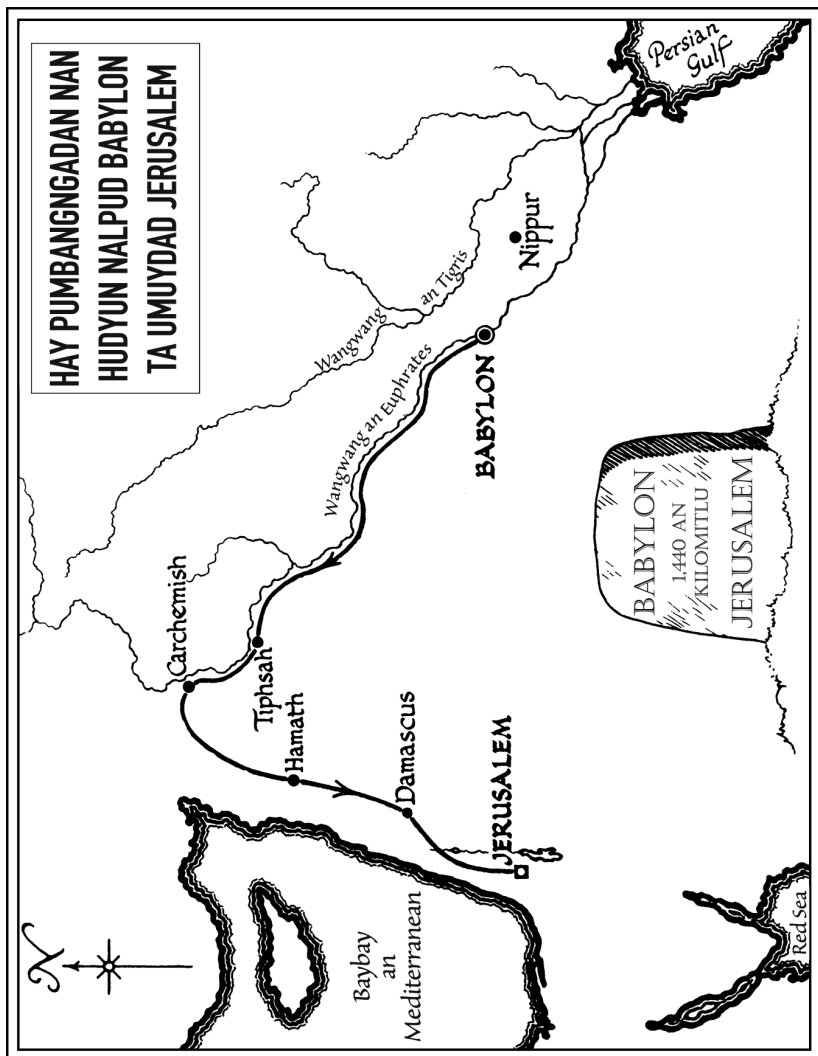 HAY PUMBANGNGADAN NAN
HUDYUN NALPUD BABYLON
TA UMUYDAD JERUSALEM
N
Carchemish
Tiphsah
Hamath
Damascus
JERUSALEM
Baybay
an
Mediterranean
Wangwang an Tigris
Wangwang an Euphrates
BABYLON
Nippur
Persian
Gulf
BABYLON
1,440 AN
KILOMITLU
JERUSALEM
Red Sea